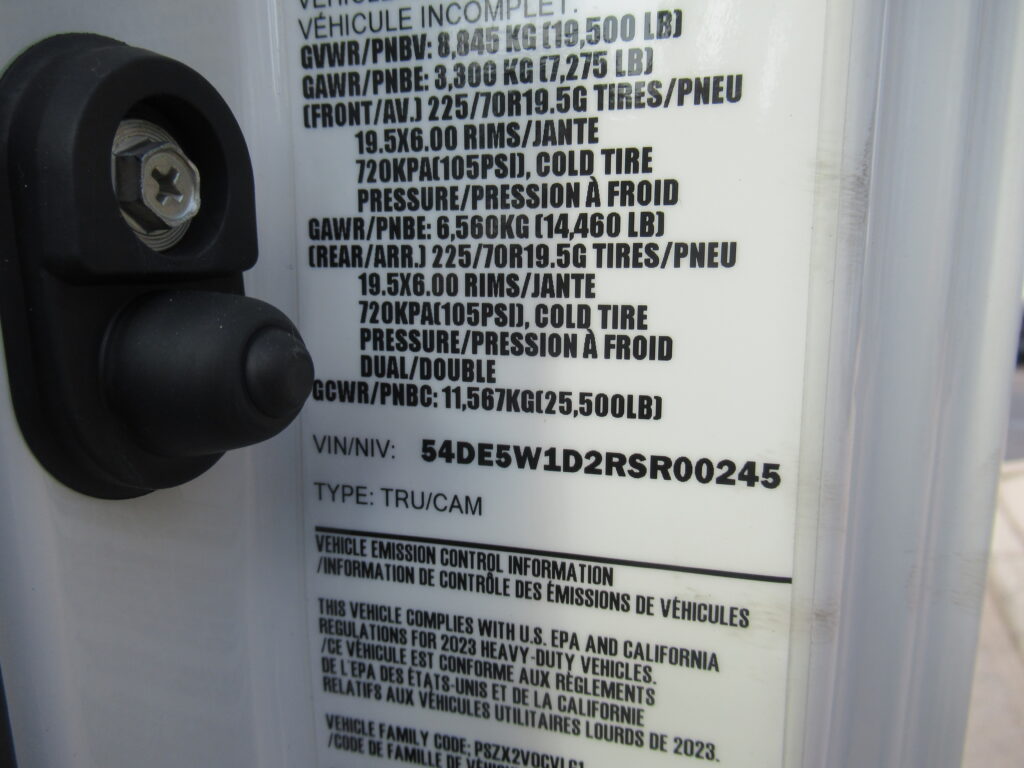 VÉHICULE INCOMPLET:
GVWR/PNBV: 8,845 KG (19,500 LB)
GAWR/PNBE: 3,300 KG (7,275 LB)
(FRONT/AV.) 225/70R19.5G TIRES/PNEU
19.5X6.00 RIMS/JANTE
720KPA(105PSI), COLD TIRE
PRESSURE/PRESSION À FROID
GAWR/PNBE: 6,560KG (14,460 LB)
(REAR/ARR.) 225/70R19.5G TIRES/PNEU
19.5X6.00 RIMS/JANTE
720KPA(105PSI), COLD TIRE
PRESSURE/PRESSION À FROID
DUAL/DOUBLE
GCWR/PNBC: 11,567KG(25,500LB)
VIN/NIV: 54DE5W1D2RSR00245
TYPE: TRU/CAM
VEHICLE EMISSION CONTROL INFORMATION
/INFORMATION DE CONTRÔLE DES ÉMISSIONS DE VÉHICULES
THIS VEHICLE COMPLIES WITH U.S. EPA AND CALIFORNIA
REGULATIONS FOR 2023 HEAVY-DUTY VEHICLES.
/CE VÉHICULE EST CONFORME AUX RÈGLEMENTS
DE L'EPA DES ÉTATS-UNIS ET DE LA CALIFORNIE
RELATIFS AUX VÉHICULES UTILITAIRES LOURDS DE 2023.
VEHICLE FAMILY CODE:
/CODE DE FAMILLE DE